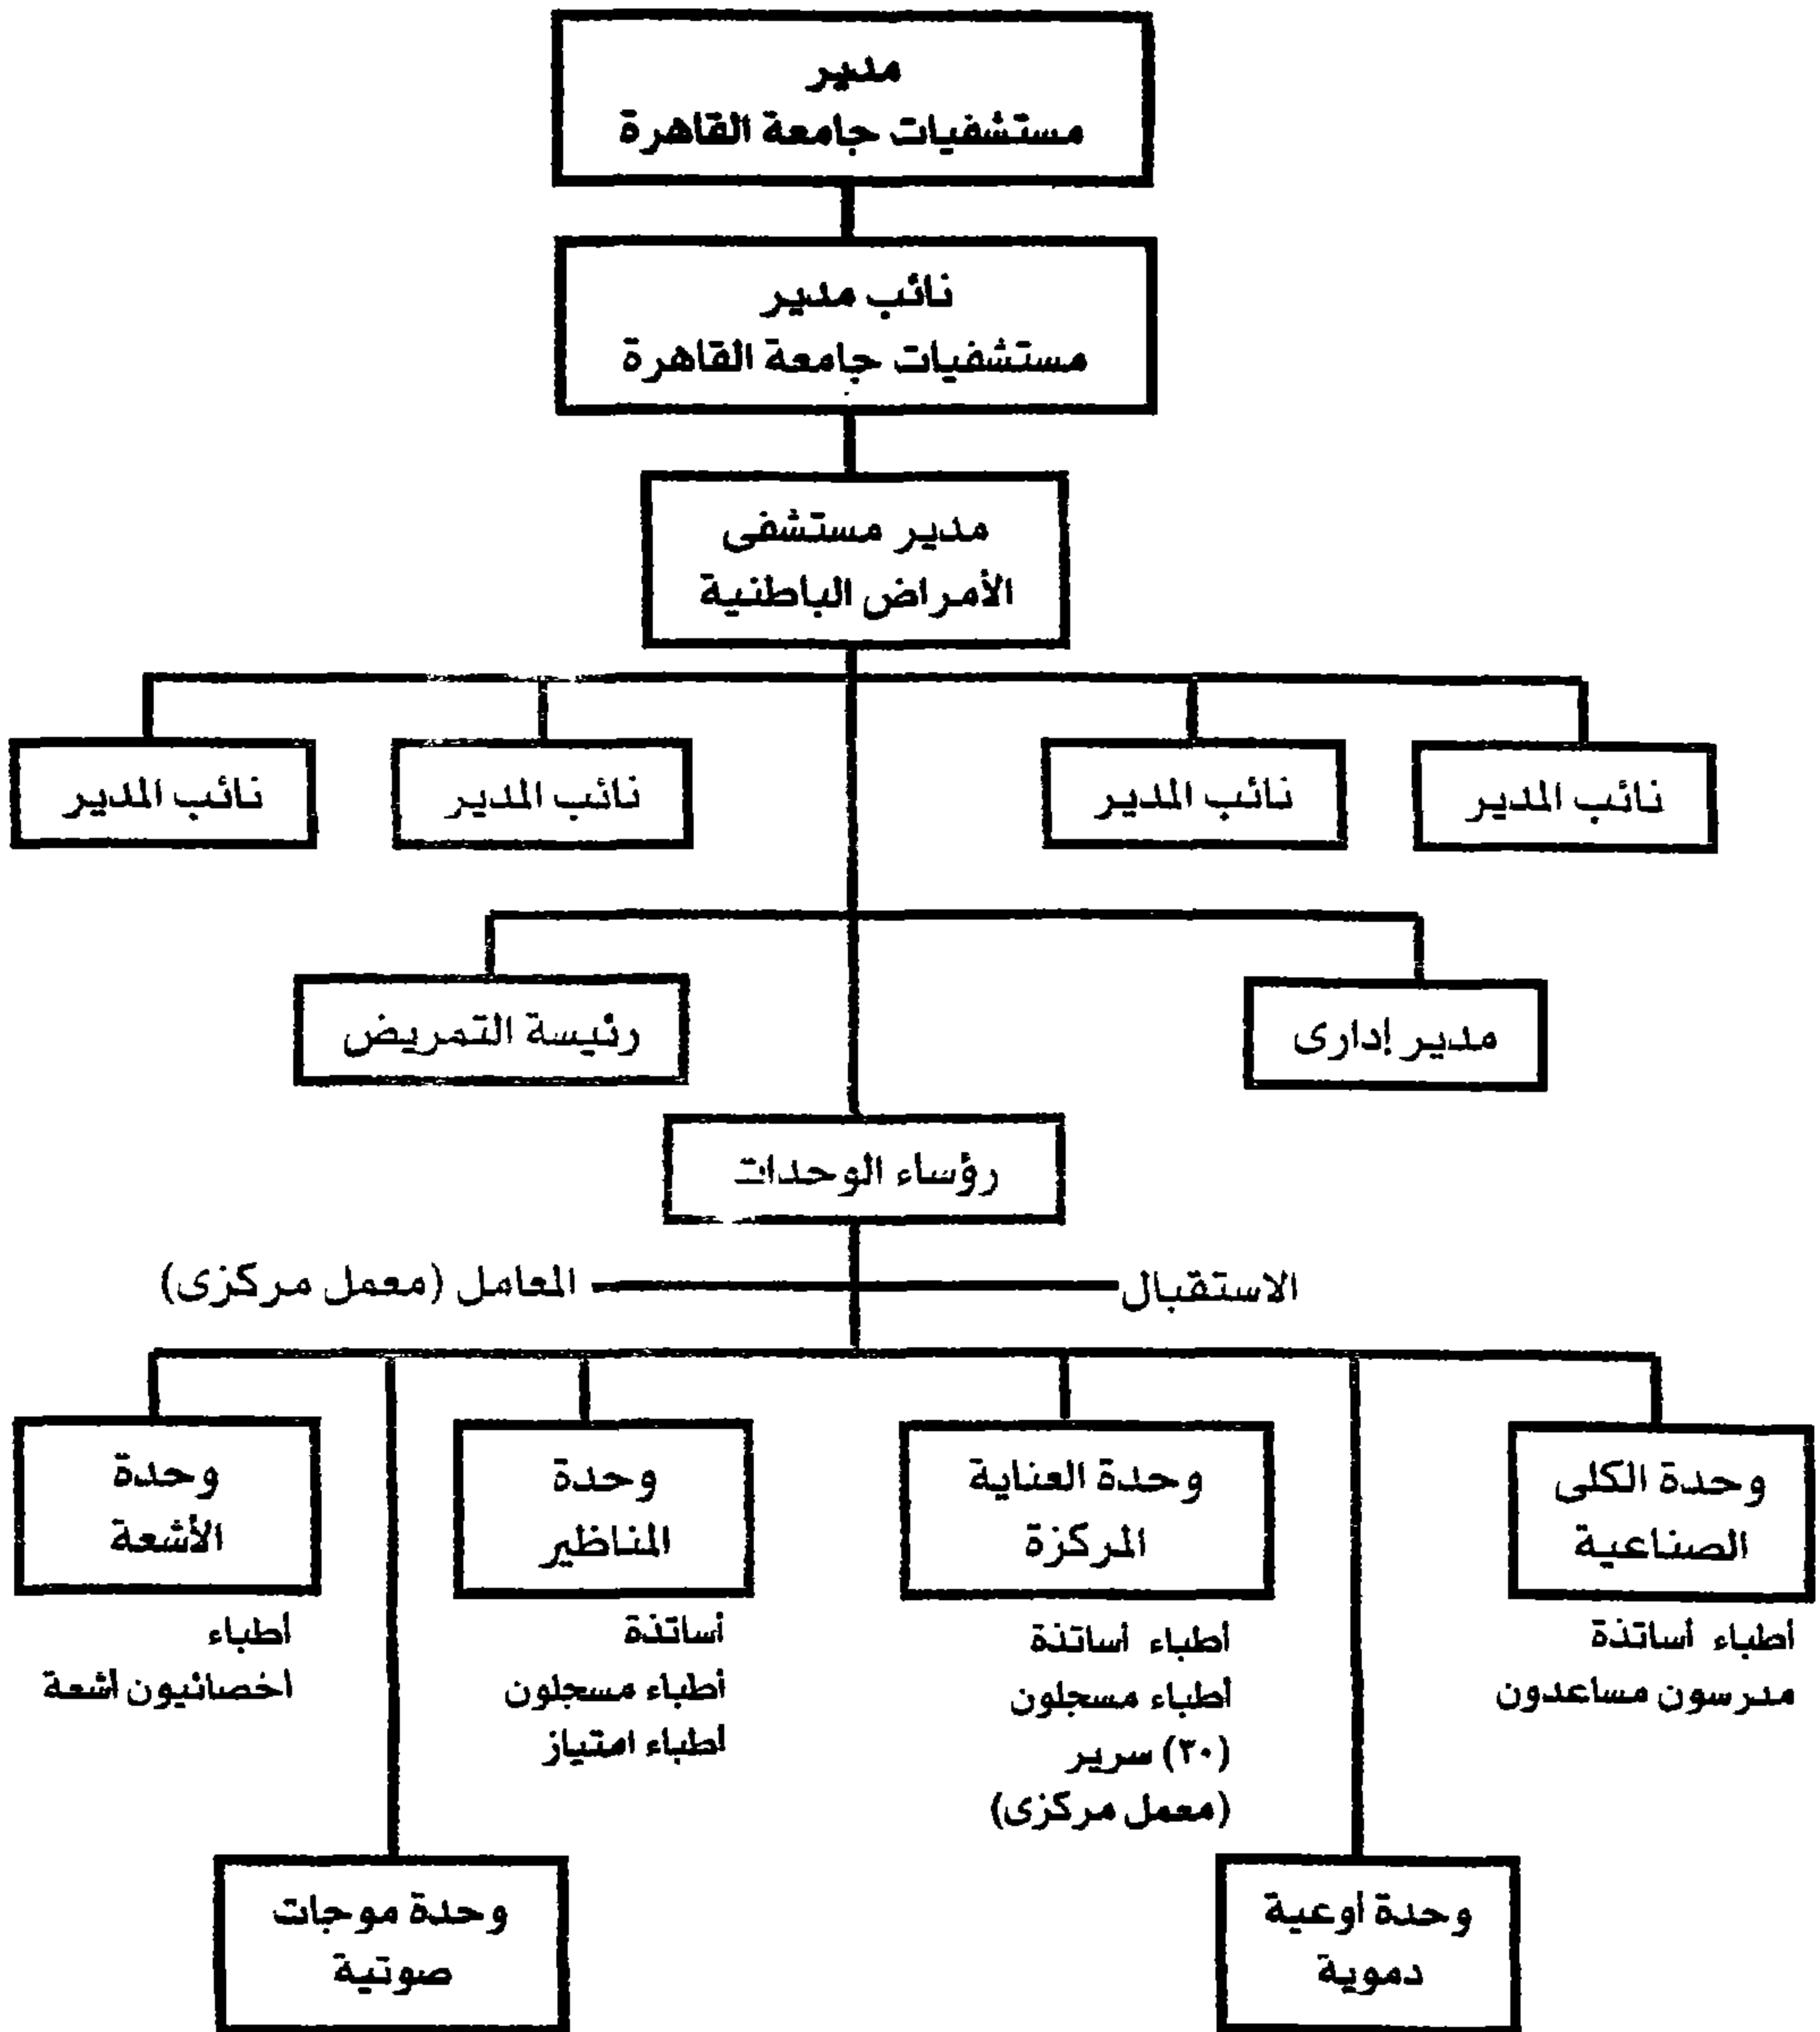 مدير
مستشفيات جامعة القاهرة
نائب مدير
مستشفيات جامعة القاهرة
مدير مستشفى
الأمراض الباطنية
نائب المدير
نائب المدير
نائب المدير
نائب المدير
مدير إدارى
رئيسة التمريض
رؤساء الوحدات
الاستقبال
المعامل (معمل مركزى)
وحدة الكلى
الصناعية
أطباء أساتذة
مدرسون مساعدون
وحدة العناية
المركزة
أطباء أساتذة
أطباء مسجلون
(٣٠) سرير
(معمل مركزى)
وحدة
المناظير
أساتذة
أطباء مسجلون
أطباء امتياز
وحدة
الأشعة
أطباء
أخصائيون أشعة
وحدة أوعية
دموية
وحدة موجات
صوتية